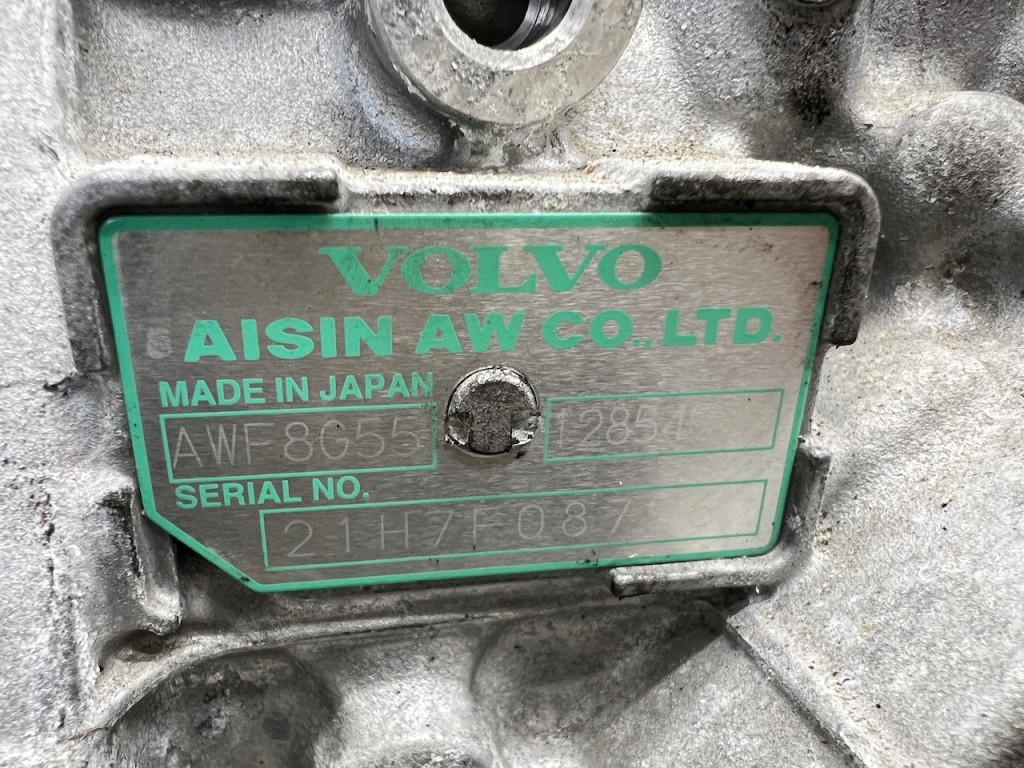 VOLVO
AISIN AW CO., LTD.
MADE IN JAPAN
AWF8G55
SERIAL NO.